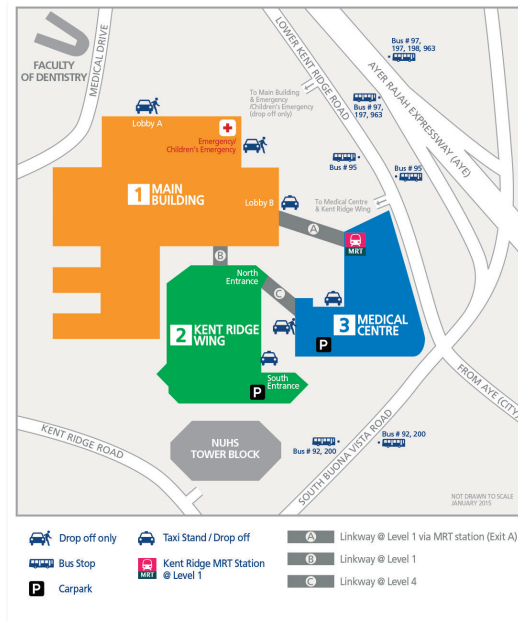 FACULTY
OF DENTISTRY
MEDICAL DRIVE
LOWER KENT RIDGE ROAD
Bus # 97,
197, 198, 963
AYER RAJAH EXPRESSWAY (AYE)
To Main Building
& Emergency
/Children's Emergency
(drop off only)
Bus # 97,
197, 963
Lobby A
Emergency/
Children's Emergency
Bus # 95
Bus # 95
1 MAIN
BUILDING
Lobby B
To Medical Centre
& Kent Ridge Wing
A
MRT
B
North
Entrance
C
2 KENT RIDGE
WING
3 MEDICAL
CENTRE
P
South
Entrance
P
FROM AYE (CITY)
KENT RIDGE ROAD
NUHS
TOWER BLOCK
SOUTH BUONA VISTA ROAD
Bus # 92, 200
Bus # 92, 200
NOT DRAWN TO SCALE
JANUARY 2015
Drop off only
Taxi Stand / Drop off
A Linkway @ Level 1 via MRT station (Exit A)
Bus Stop
MRT
Kent Ridge MRT Station
@ Level 1
B Linkway @ Level 1
P Carpark
C Linkway @ Level 4